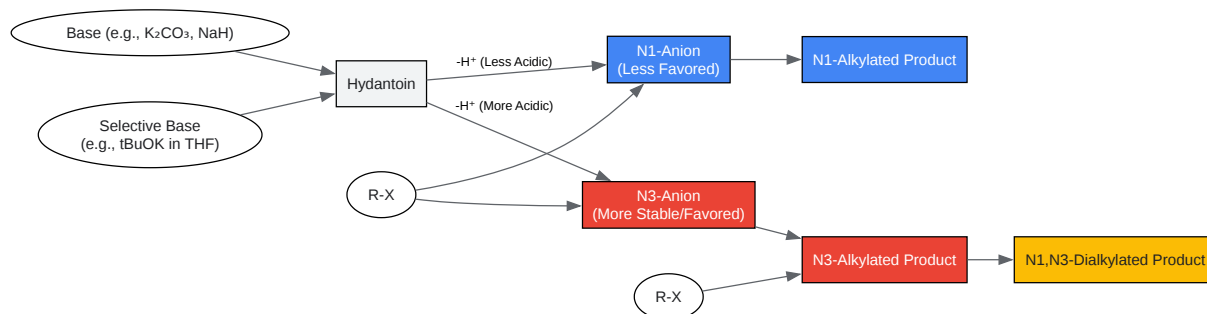 Base (e.g., K₂CO₃, NaH)
Selective Base
(e.g., tBuOK in THF)
Hydantoin
-H⁺ (Less Acidic)
-H⁺ (More Acidic)
R-X
N1-Anion
(Less Favored)
N1-Alkylated Product
N3-Anion
(More Stable/Favored)
R-X
N3-Alkylated Product
N1,N3-Dialkylated Product